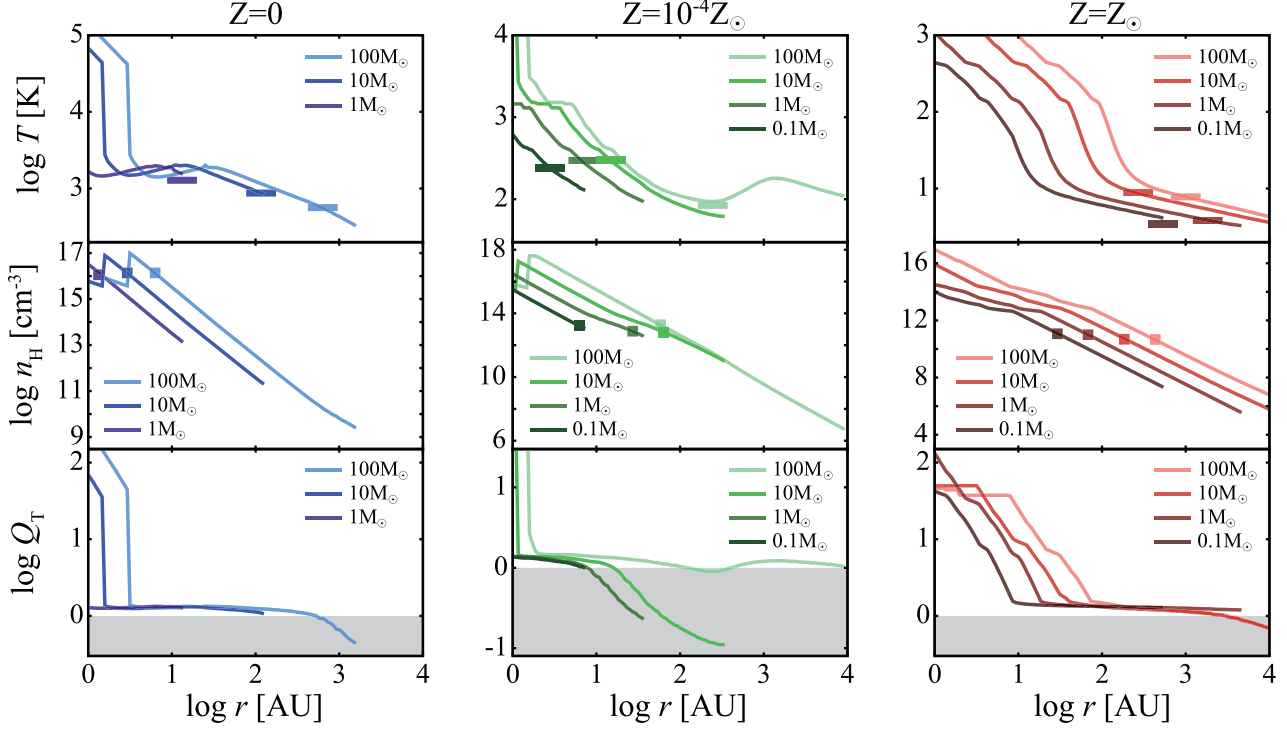 Z=0
Z=10⁻⁴Z☉
Z=Z☉
log T [K]
5
4
3
100M☉
10M☉
1M☉
4
3
2
1
100M☉
10M☉
1M☉
0.1M☉
3
2
1
100M☉
10M☉
1M☉
0.1M☉
log n_H [cm⁻³]
17
15
13
11
9
100M☉
10M☉
1M☉
18
14
10
6
100M☉
10M☉
1M☉
0.1M☉
16
12
8
4
100M☉
10M☉
1M☉
0.1M☉
log Q_T
2
1
0
100M☉
10M☉
1M☉
1
0
-1
100M☉
10M☉
1M☉
0.1M☉
2
1
0
100M☉
10M☉
1M☉
0.1M☉
0 1 2 3 4
0 1 2 3 4
0 1 2 3 4
log r [AU]
log r [AU]
log r [AU]